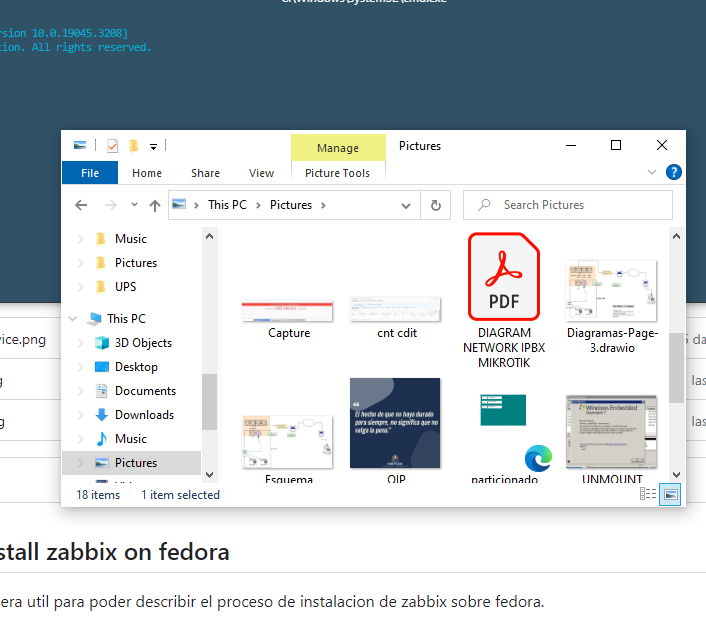 C:\Windows\System32\cmd.exe
rsion 10.0.19045.3208]
tion. All rights reserved.
Manage
Pictures
File
Home
Share
View
Picture Tools
This PC
Pictures
Search Pictures
Music
Pictures
UPS
This PC
3D Objects
Desktop
Documents
Downloads
Music
Pictures
Capture
cnt cdit
PDF
DIAGRAM
NETWORK IPBX
MIKROTIK
Diagramas-Page-
3.drawio
Esquema
El hecho de que no haya durado
para siempre, no significa que no
valga la pena.
OIP
particionado
Windows Embedded
Standard 7
UNMOUNT
18 items
1 item selected
vice.png
g
g
da
las
las
stall zabbix on fedora
era util para poder describir el proceso de instalacion de zabbix sobre fedora.